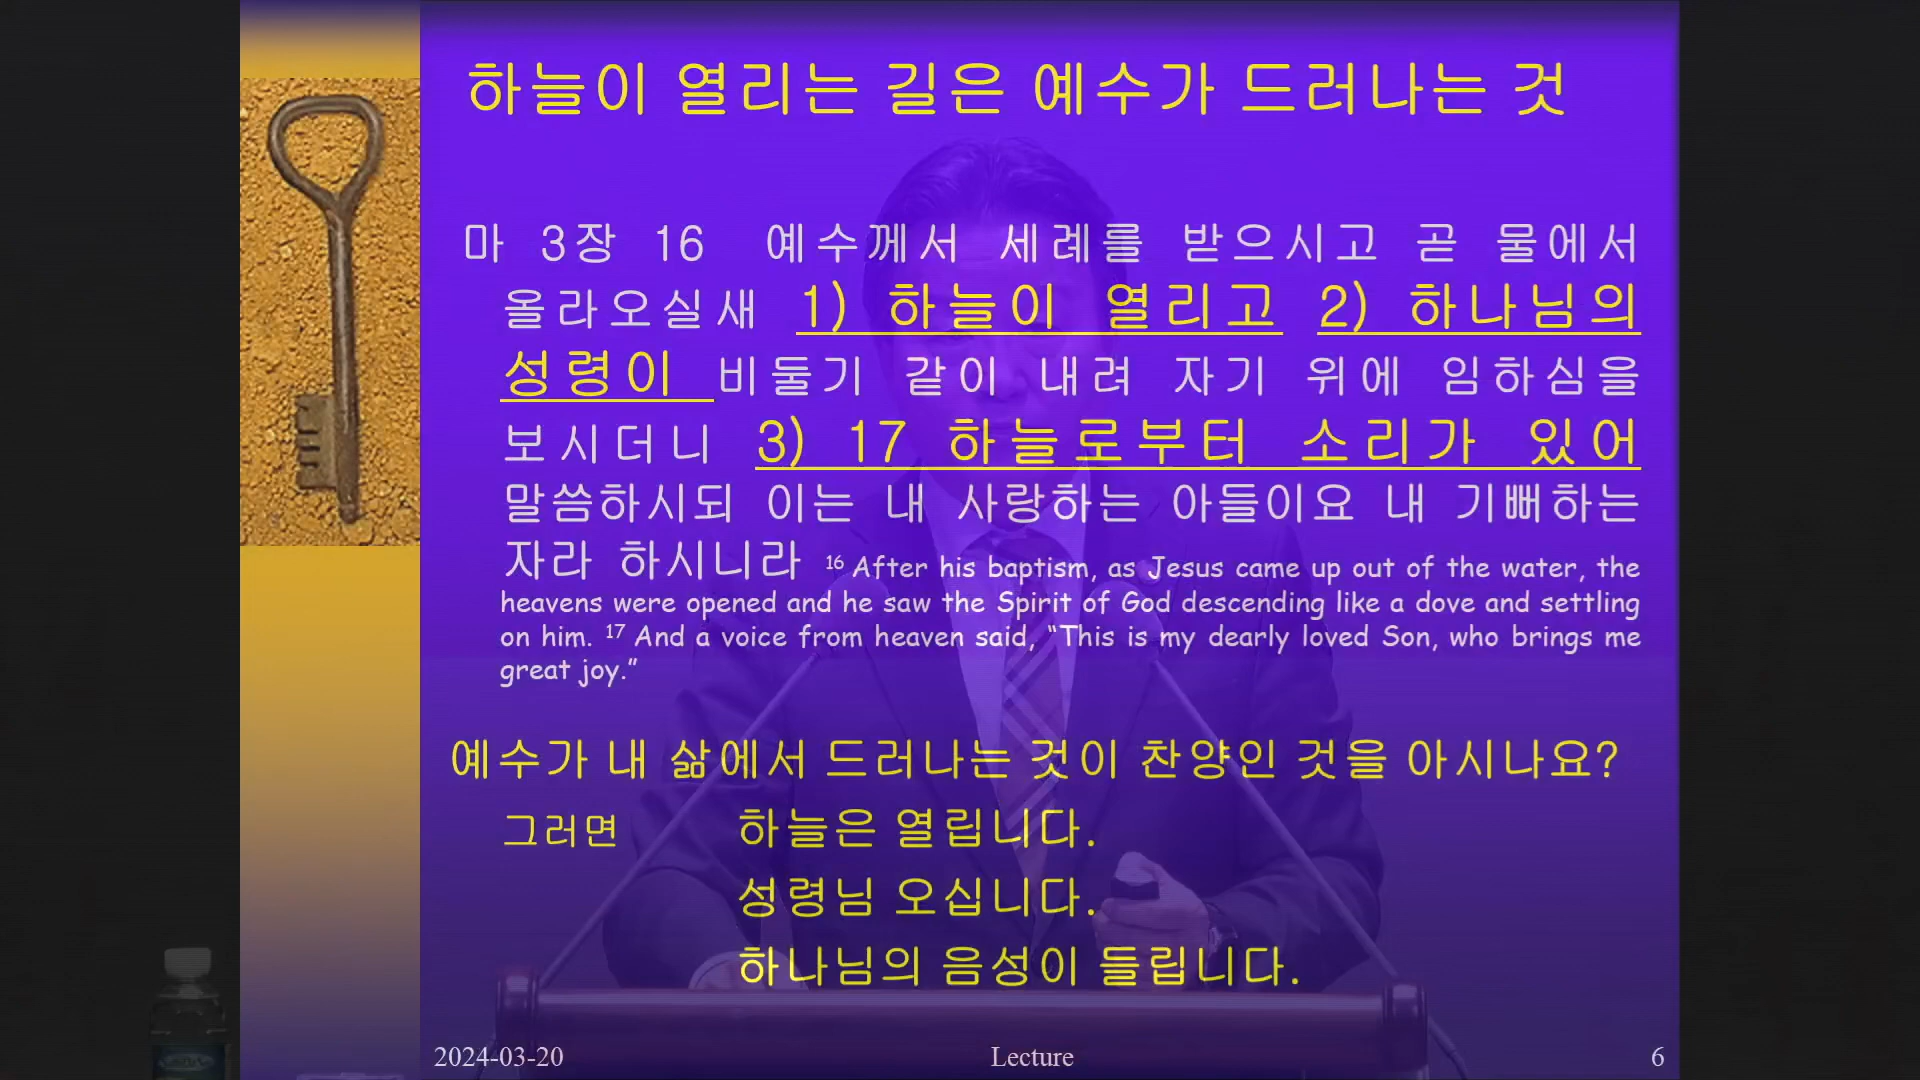 하늘이 열리는 길은 예수가 드러나는 것
마 3장 16 예수께서 세례를 받으시고 곧 물에서
올라오실새 1) 하늘이 열리고 2) 하나님의
성령이 비둘기 같이 내려 자기 위에 임하심을
보시더니 3) 17 하늘로부터 소리가 있어
말씀하시되 이는 내 사랑하는 아들이요 내 기뻐하는
자라 하시니라 16 After his baptism, as Jesus came up out of the water, the
heavens were opened and he saw the Spirit of God descending like a dove and settling
on him. 17 And a voice from heaven said, “This is my dearly loved Son, who brings me
great joy.”
예수가 내 삶에서 드러나는 것이 찬양인 것을 아시나요?
그러면 하늘은 열립니다.
성령님 오십니다.
하나님의 음성이 들립니다.
2024-03-20 Lecture 6